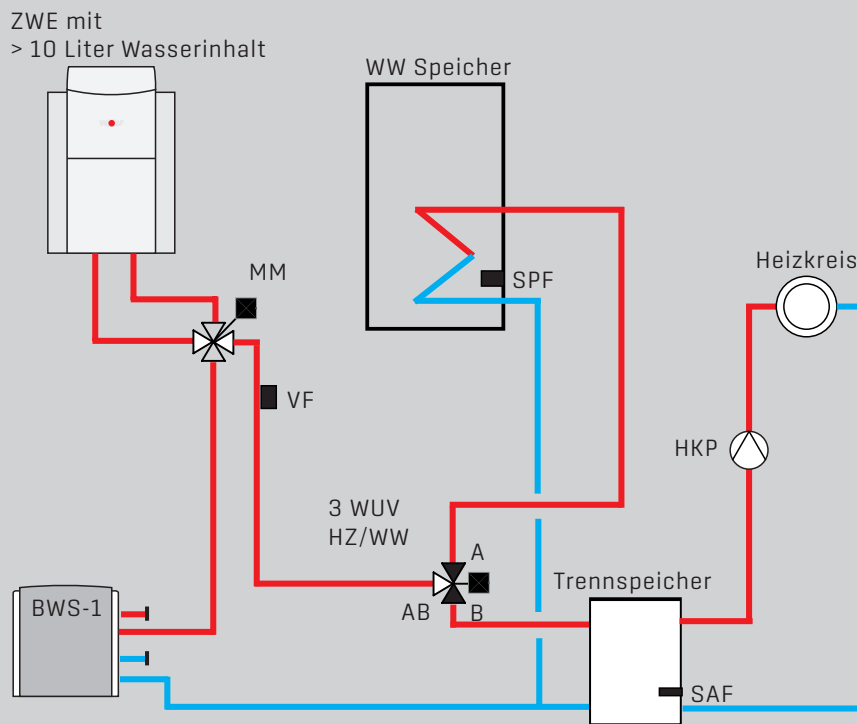 ZWE mit
> 10 Liter Wasserinhalt
WW Speicher
MM
SPF
Heizkreis
VF
HKP
3 WUV
HZ/WW
A
Trennspeicher
BWS-1
AB
B
SAF